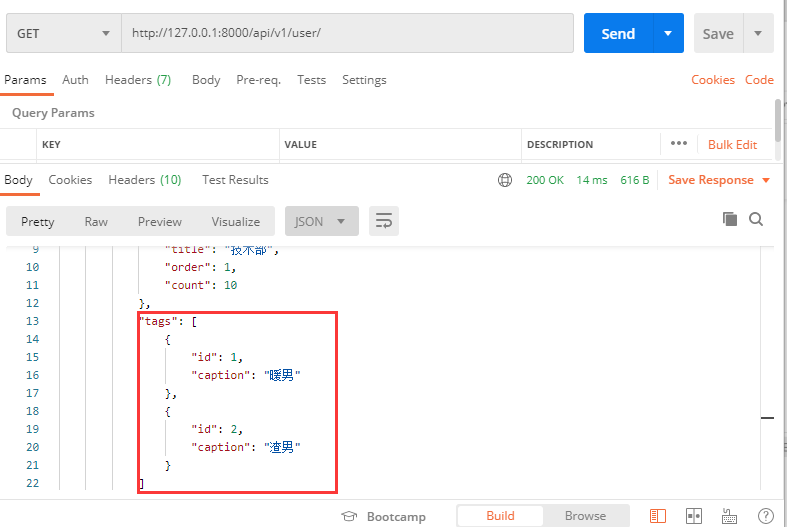 GET http://127.0.0.1:8000/api/v1/user/ Send Save
Params Auth Headers (7) Body Pre-req. Tests Settings Cookies Code
Query Params
KEY VALUE DESCRIPTION ••• Bulk Edit
Body Cookies Headers (10) Test Results 200 OK 14 ms 616 B Save Response
Pretty Raw Preview Visualize JSON
9 "title": "技术部",
10 "order": 1,
11 "count": 10
12 },
13 "tags": [
14 {
15 "id": 1,
16 "caption": "暖男"
17 },
18 {
19 "id": 2,
20 "caption": "渣男"
21 }
22 ]
Bootcamp Build Browse